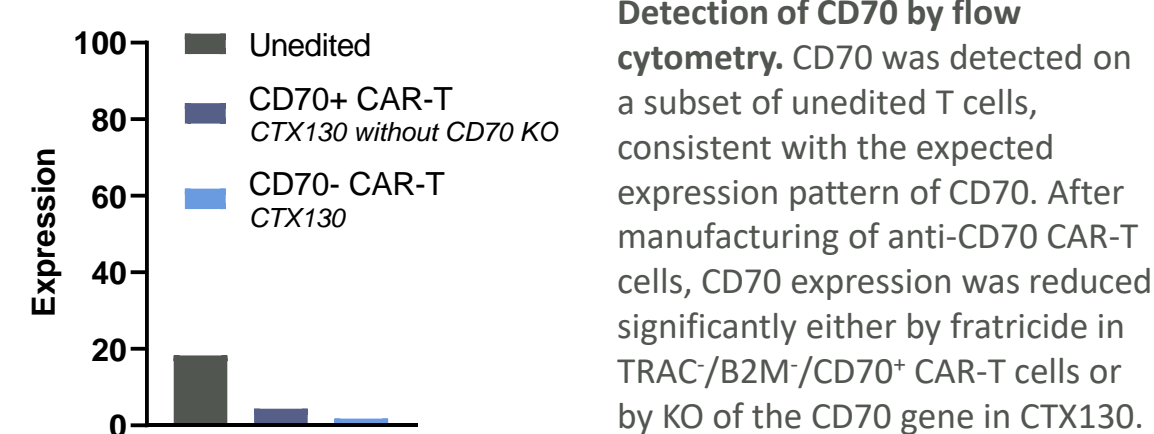 100
80
60
40
20
0
Expression
Unedited
CD70+ CAR-T
CTX130 without CD70 KO
CD70- CAR-T
CTX130
Detection of CD70 by flow
cytometry. CD70 was detected on
a subset of unedited T cells,
consistent with the expected
expression pattern of CD70. After
manufacturing of anti-CD70 CAR-T
cells, CD70 expression was reduced
significantly either by fratricide in
TRAC⁻/B2M⁻/CD70⁺ CAR-T cells or
by KO of the CD70 gene in CTX130.